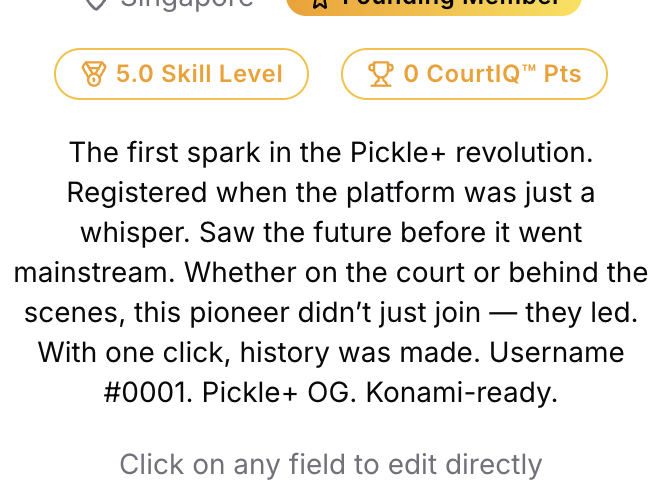 Singapore Founding Member
5.0 Skill Level 0 CourtIQ™ Pts
The first spark in the Pickle+ revolution.
Registered when the platform was just a
whisper. Saw the future before it went
mainstream. Whether on the court or behind the
scenes, this pioneer didn’t just join — they led.
With one click, history was made. Username
#0001. Pickle+ OG. Konami-ready.
Click on any field to edit directly